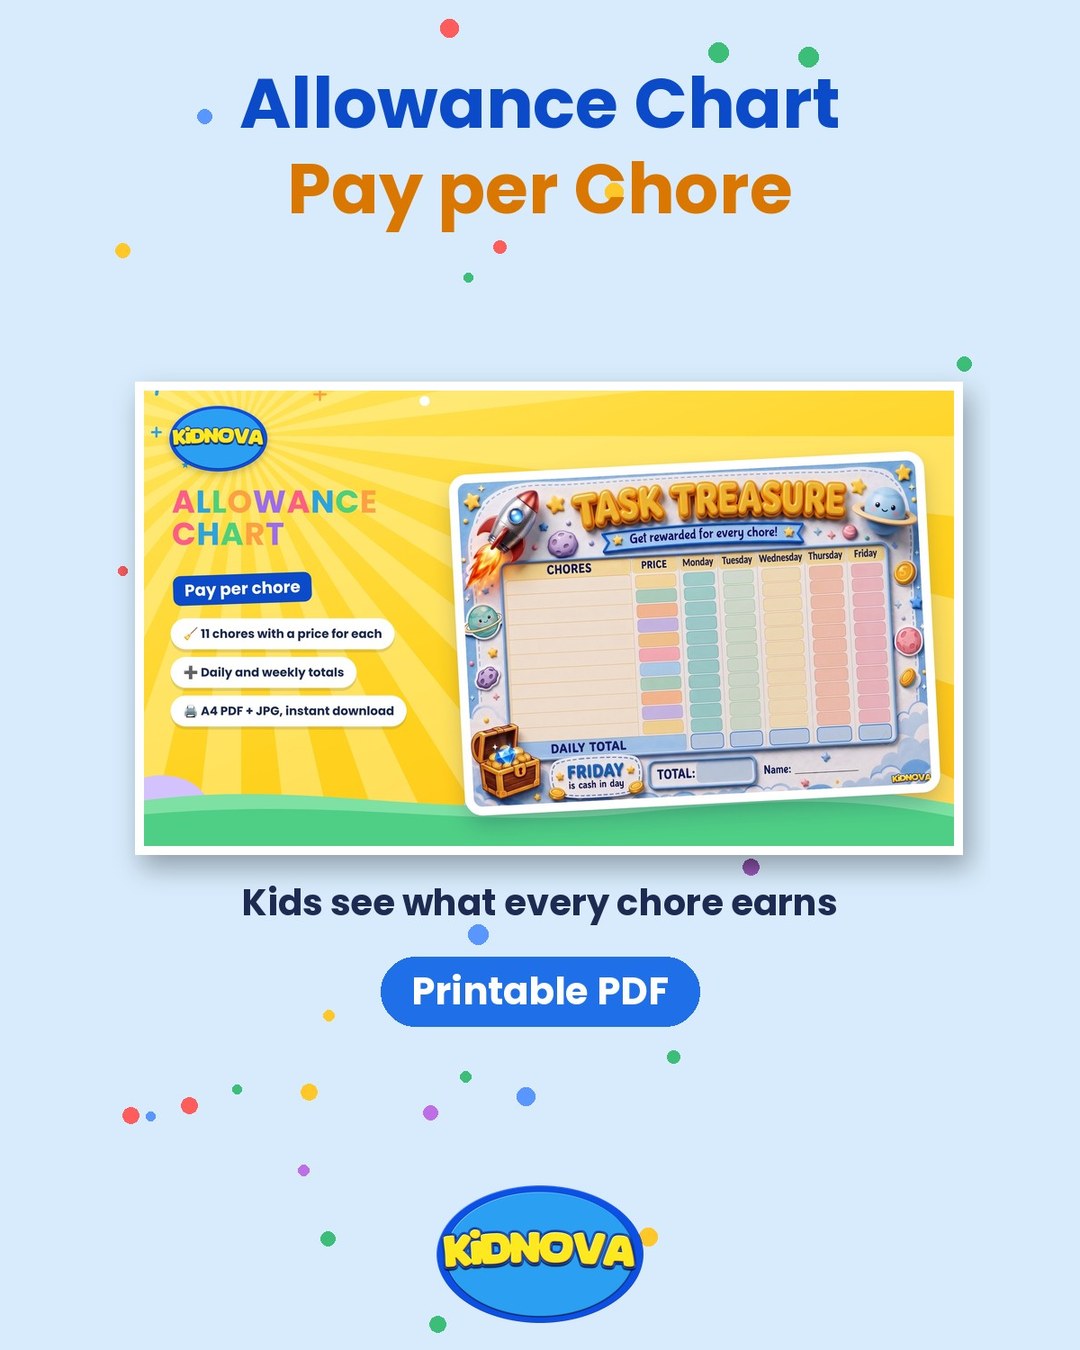 Allowance Chart
Pay per Chore
KiDNOVA
ALLOWANCE
CHART
Pay per chore
11 chores with a price for each
Daily and weekly totals
A4 PDF + JPG, instant download
TASK TREASURE
Get rewarded for every chore!
CHORES PRICE Monday Tuesday Wednesday Thursday Friday
DAILY TOTAL
FRIDAY
is cash in day
TOTAL:
Name:
KiDNOVA
Kids see what every chore earns
Printable PDF
KiDNOVA